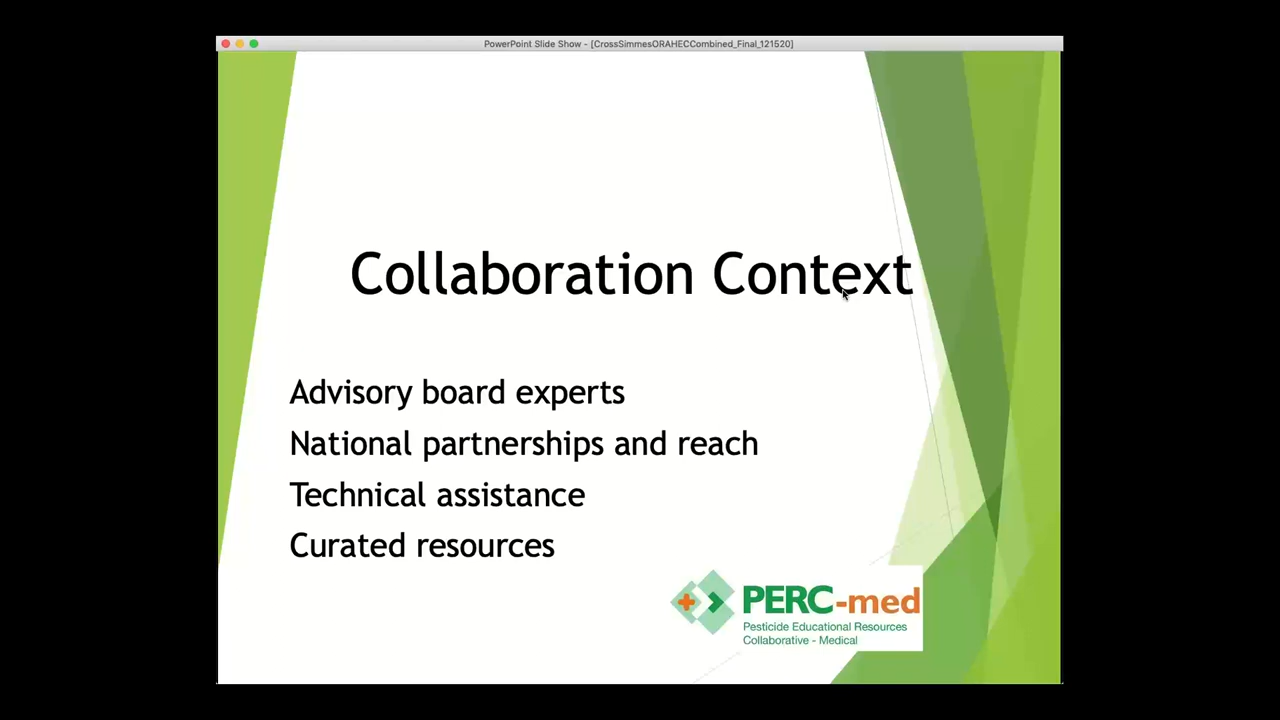 PowerPoint Slide Show - [CrossSimmesORAHECCombined_Final_121520]
Collaboration Context
Advisory board experts
National partnerships and reach
Technical assistance
Curated resources
PERC-med
Pesticide Educational Resources
Collaborative - Medical